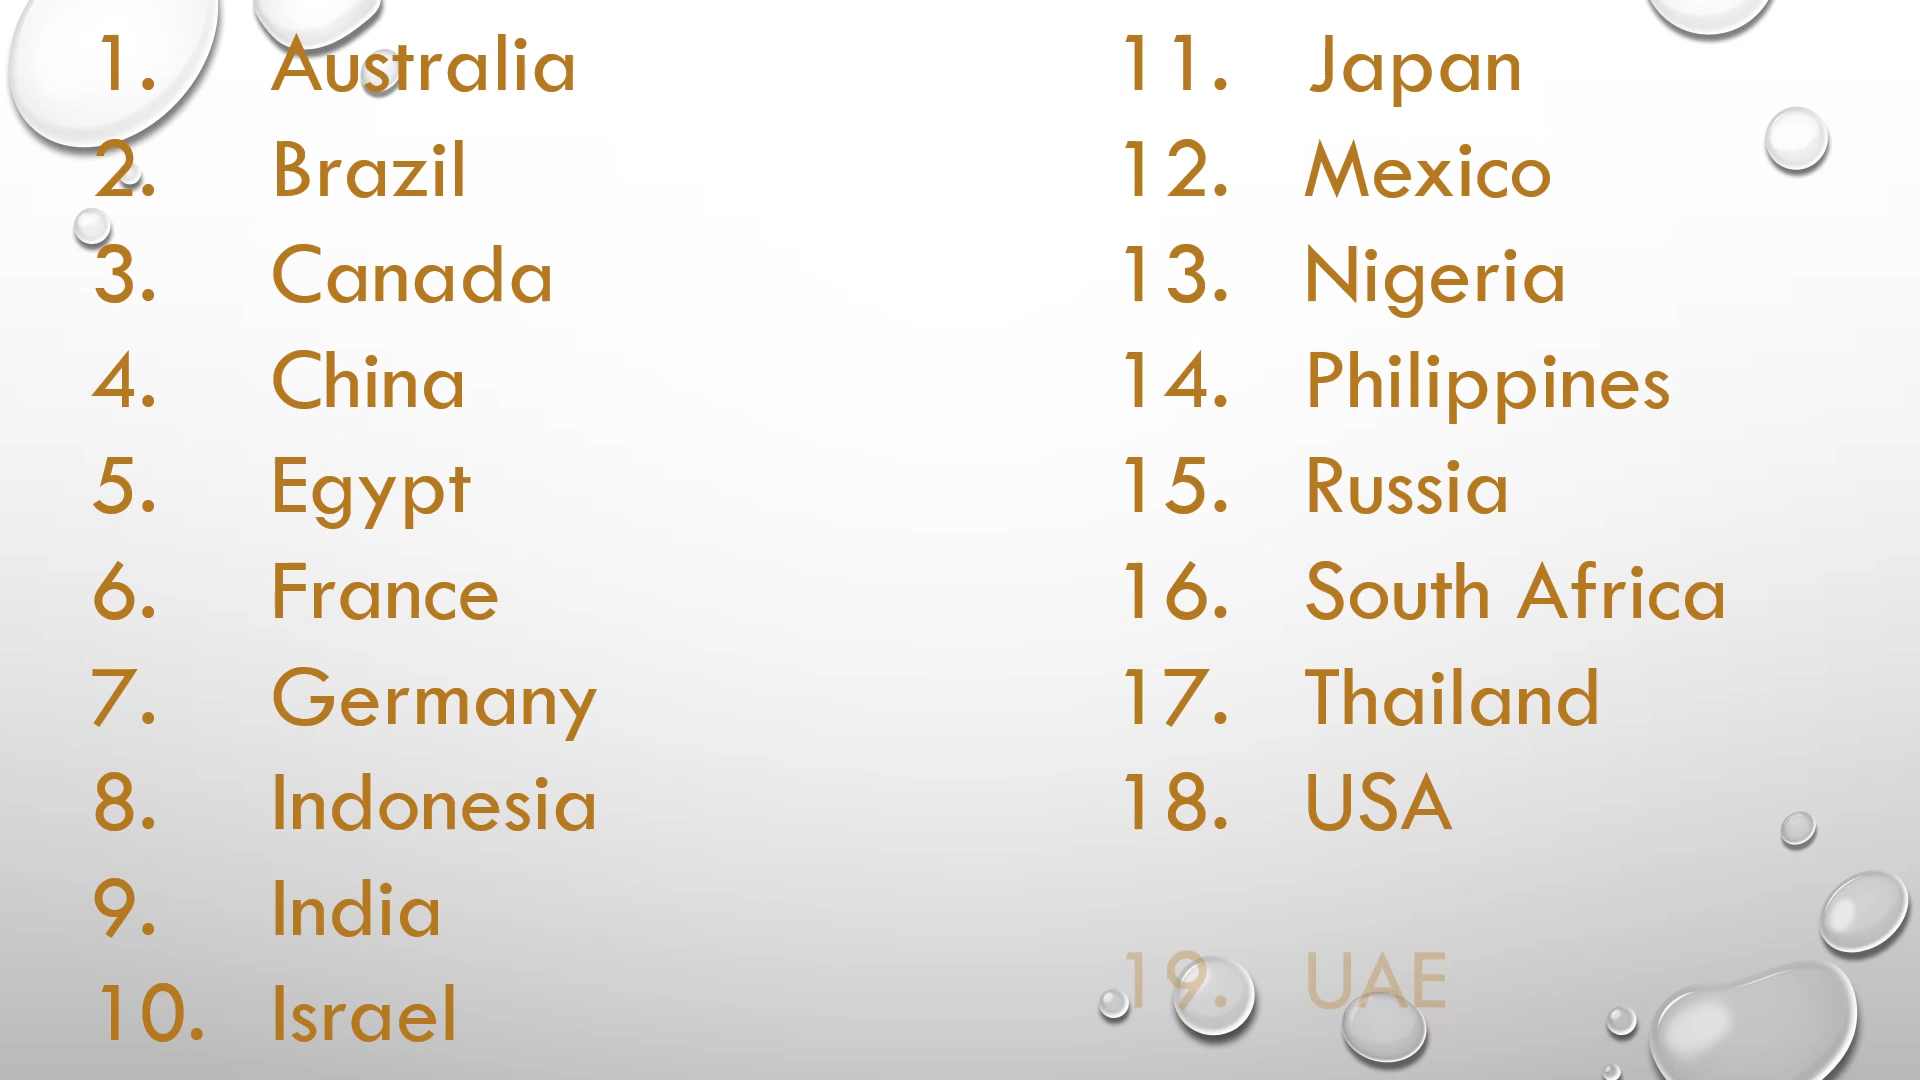 1. Australia
2. Brazil
3. Canada
4. China
5. Egypt
6. France
7. Germany
8. Indonesia
9. India
10. Israel
11. Japan
12. Mexico
13. Nigeria
14. Philippines
15. Russia
16. South Africa
17. Thailand
18. USA
19. UAE